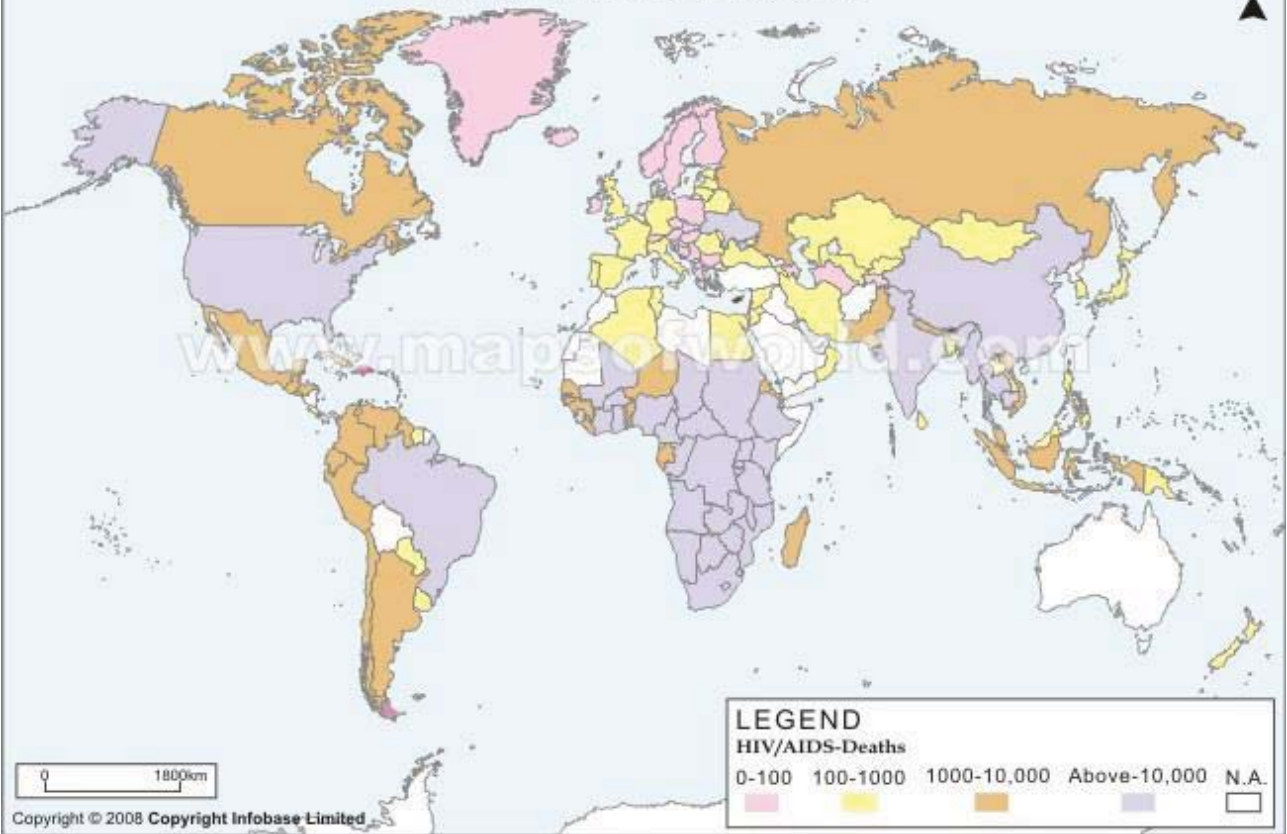 www.mapsofworld.com
LEGEND
HIV/AIDS-Deaths
0-100 100-1000 1000-10,000 Above-10,000 N.A.
0 1800km
Copyright © 2008 Copyright Infobase Limited